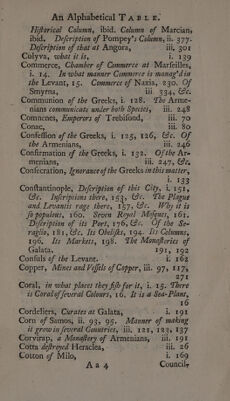 An Alphabetical TABLE.
Historical Column, ibid. Column of Marcian,
ibid. Description of Pompey's Column, ii. 377.
Description of that at Angora, iii. 301
Colyva, what it is, i. 139
Commerce, Chamber of Commerce at Marseilles,
i. 14. In what manner Commerce is manag'd in
the Levant, 15. Commerce of Naxia, 230. Of
Smyrna, iii 334, &c.
Communion of the Greeks, i. 128. The Arme-
nians communicate under both Species, iii. 248
Comnenes, Emperors of Trebisond, iii. 70
Conac, iii. 80
Confession of the Greeks, i. 125, 126, &c. Of
the Armenians, iii. 246
Confirmation of the Greeks, i. 132. Of the Ar-
menians, iii. 247, &c.
Consecration, Ignorance of the Greeks in this matter,
i. 133
Constantinople, Description of this City, i. 151,
&c. Inscriptions there, 153, &c. The Plague
and Levantis rage there, 157, &c. Why it is
so populous, 160. Seven Royal Mosques, 161.
Description of its Port, 176, &c. Of the Se-
raglio, 181, &c. Its Obelisks, 194. Its Columns,
196. Its Markets, 198. The Monasteries of
Galata, 191, 192
Consuls of the Levant. i. 162
Copper, Mines and Vessels of Copper, iii. 97, 117,
271
Coral, in what places they fish for it, i. 15. There
is Coral of several Colours, 16. It is a Sea-Plant,
16
Cordeliers, Curates at Galata, i. 191
Corn of Samos, ii. 93, 95. Manner of making
it grow in several Countries, iii. 121, 122, 137
Corvirap, a Monastery of Armenians, iii. 191
Cotta destroyed Heraclea, iii. 26
Cotton of Milo, i. 169
A a 4 Council,